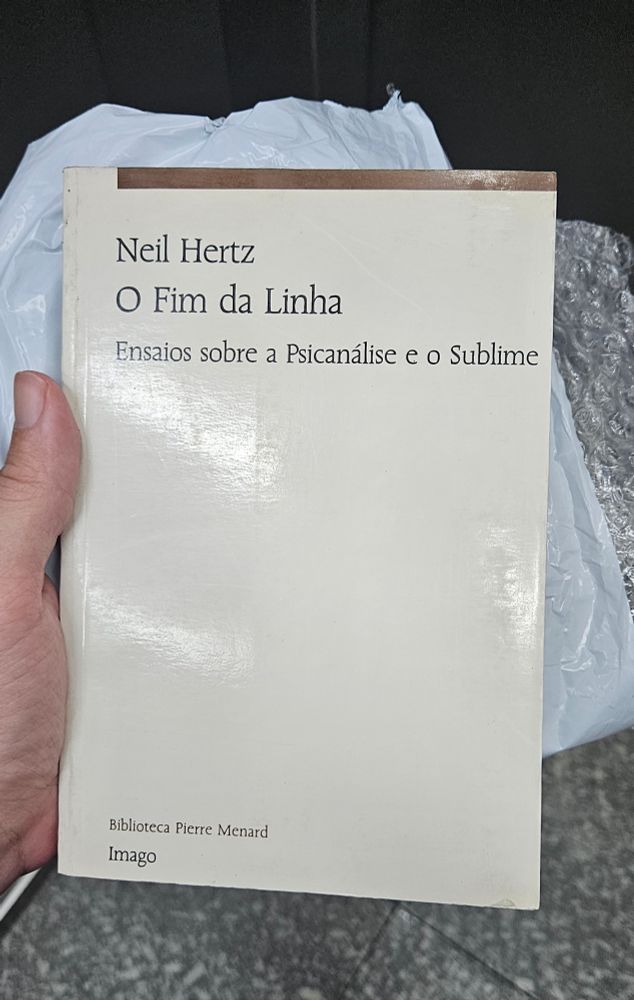 Neil Hertz
O Fim da Linha
Ensaios sobre a Psicanálise e o Sublime
Biblioteca Pierre Menard
Imago